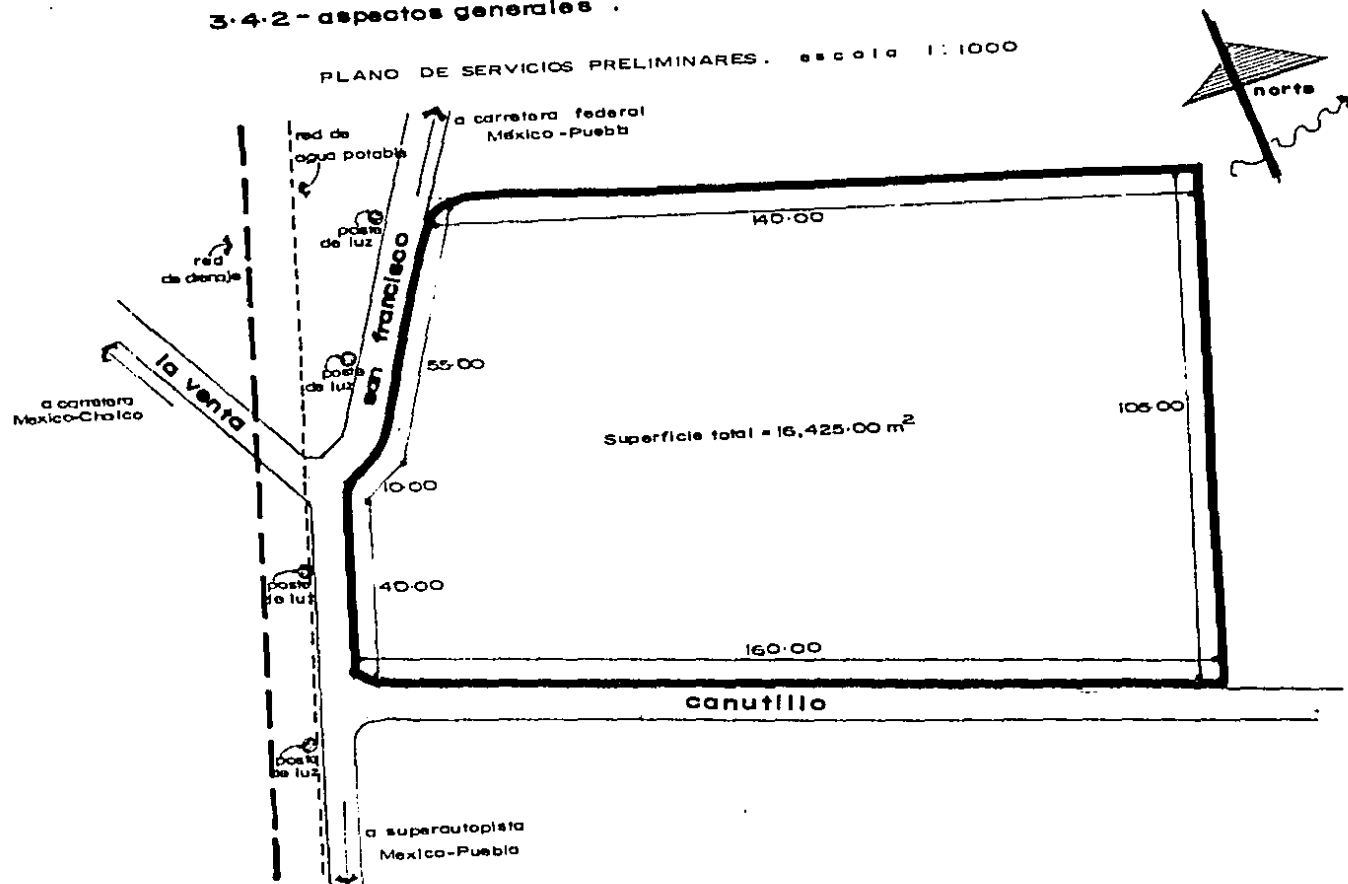 3.4.2-aspectos generales .
PLANO DE SERVICIOS PRELIMINARES. escala 1:1000
norte
a carretera federal
México-Puebla
red de
agua potable
poste
de luz
red
de drenaje
san francisco
140.00
la venta
a carretera
Mexico-Chalco
poste
de luz
55.00
105.00
Superficie total = 16,425.00 m²
10.00
poste
de luz
40.00
160.00
canutillo
poste
de luz
a superautopista
Mexico-Puebla